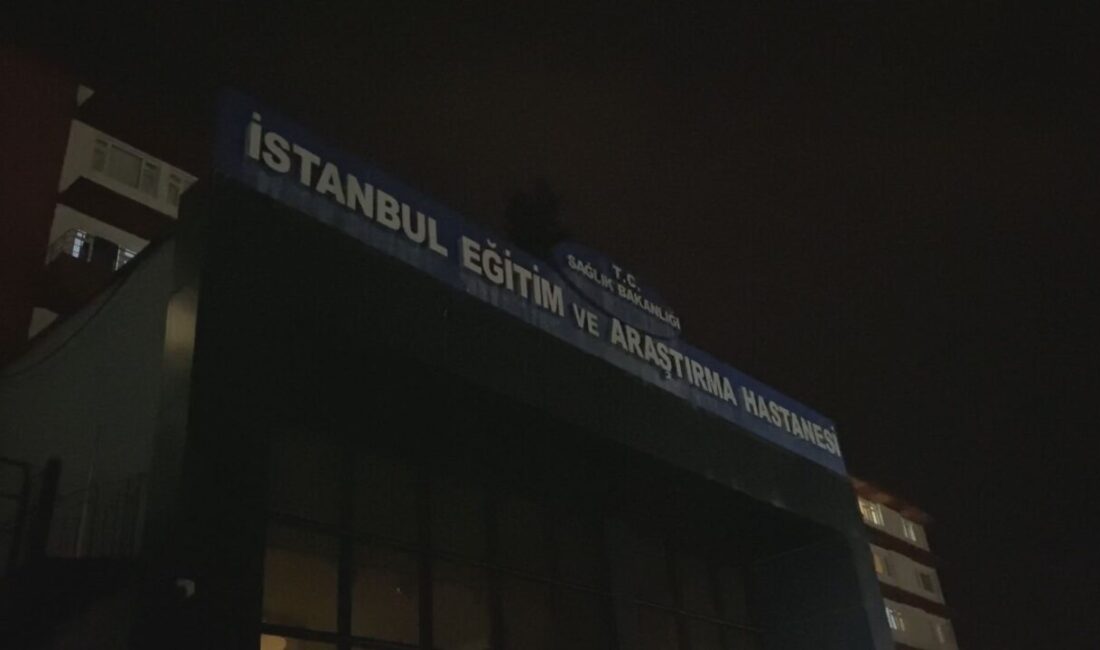 T.C.
SAĞLIK BAKANLIĞI
İSTANBUL EĞİTİM VE ARAŞTIRMA HASTANESİ